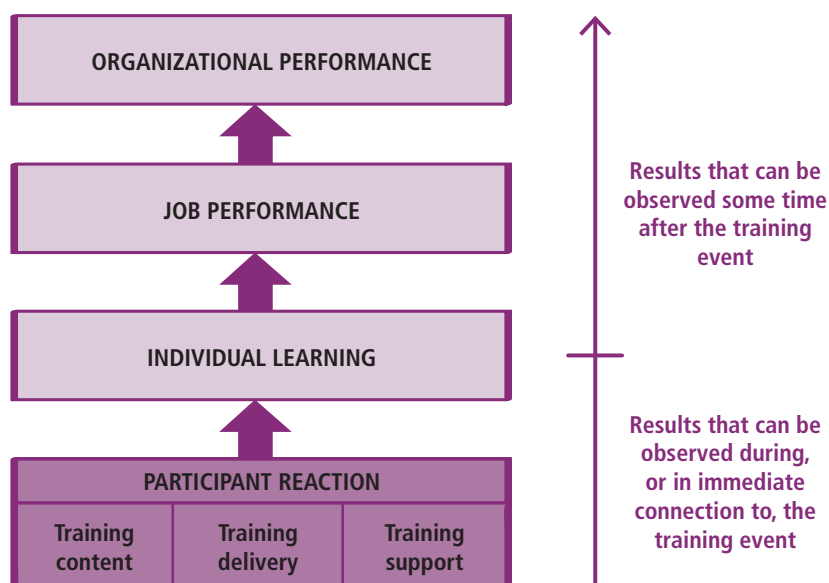 ORGANIZATIONAL PERFORMANCE
JOB PERFORMANCE
Results that can be
observed some time
after the training
event
INDIVIDUAL LEARNING
PARTICIPANT REACTION
Training
content
Training
delivery
Training
support
Results that can be
observed during,
or in immediate
connection to, the
training event